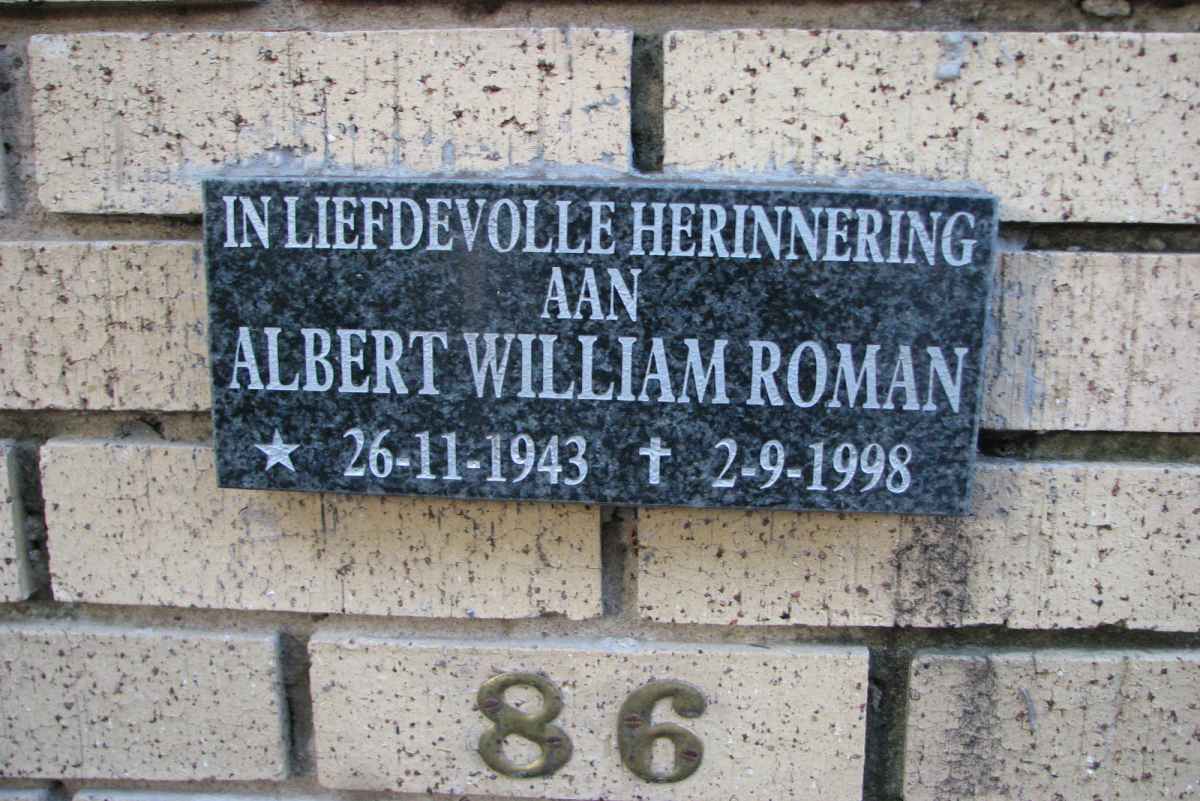 IN LIEFDEVOLLE HERINNERING
AAN
ALBERT WILLIAM ROMAN
★ 26-11-1943 ✝ 2-9-1998
86